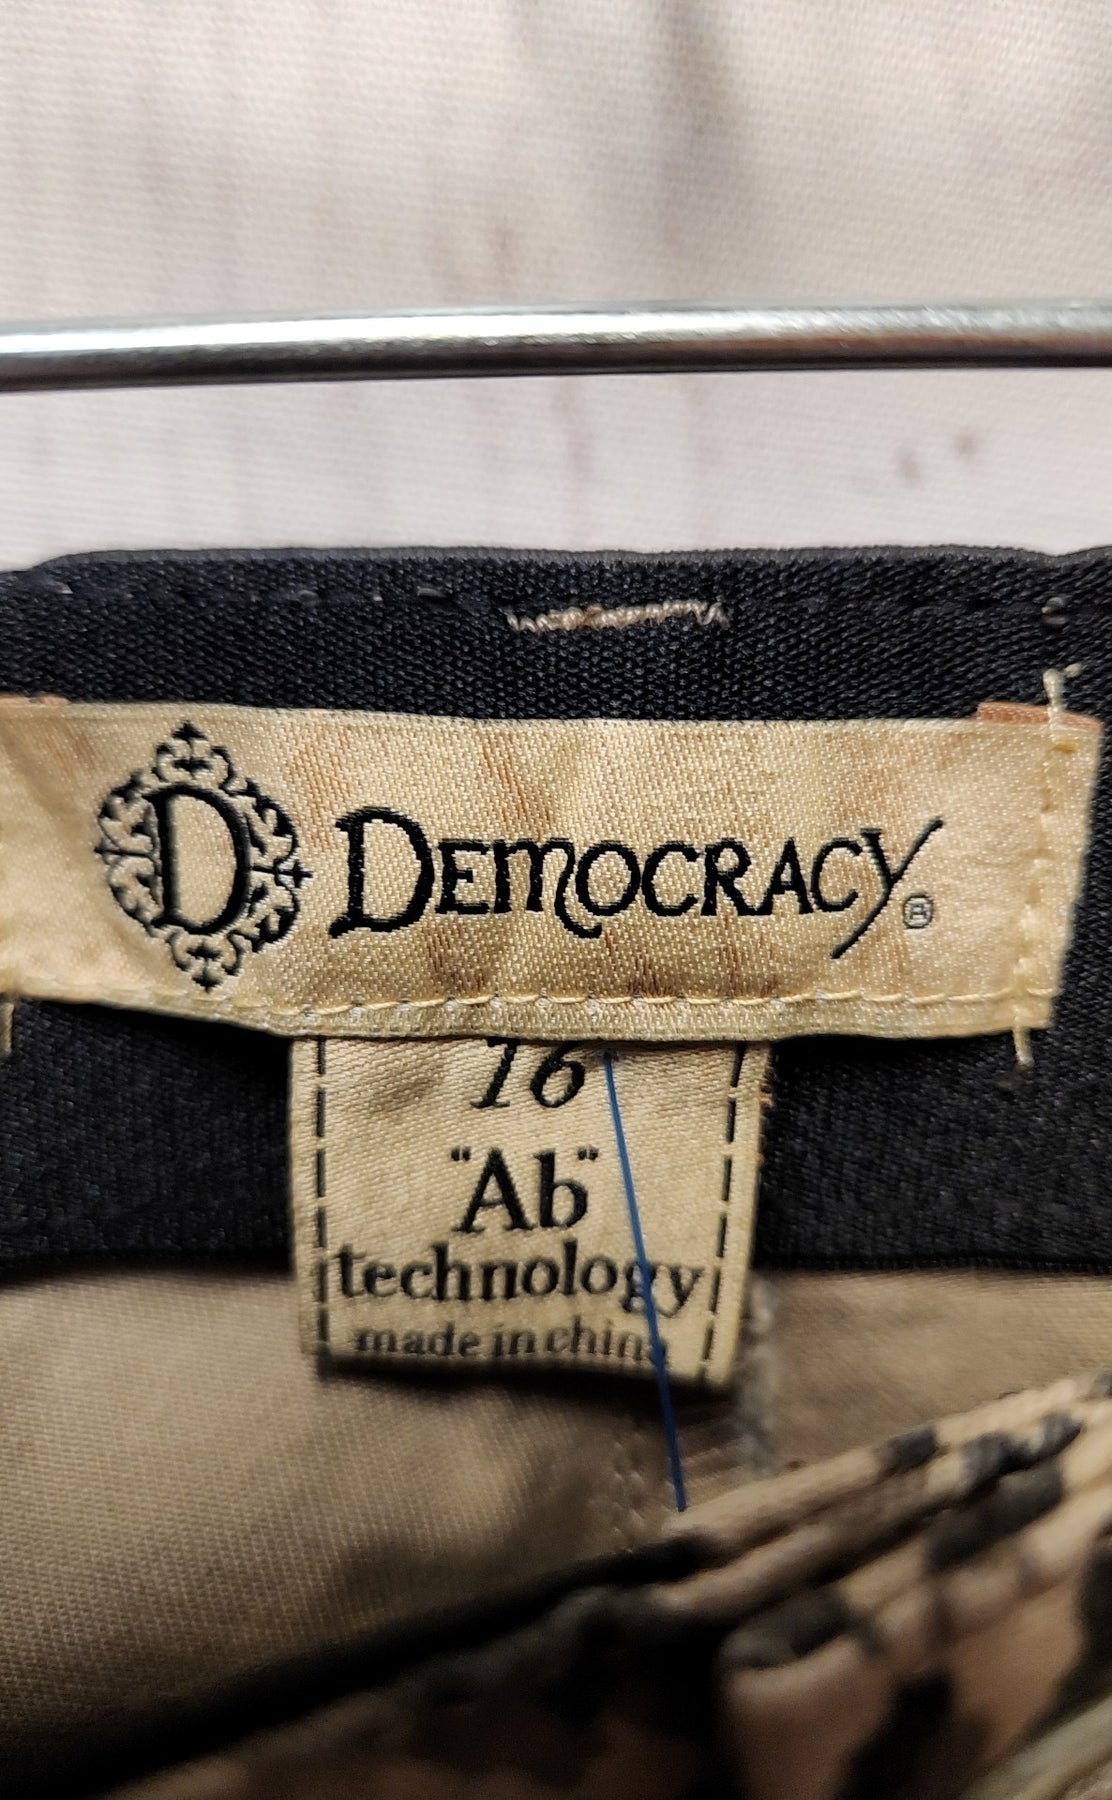 D DEMOCRACY®
16
"Ab"
technology
made in china